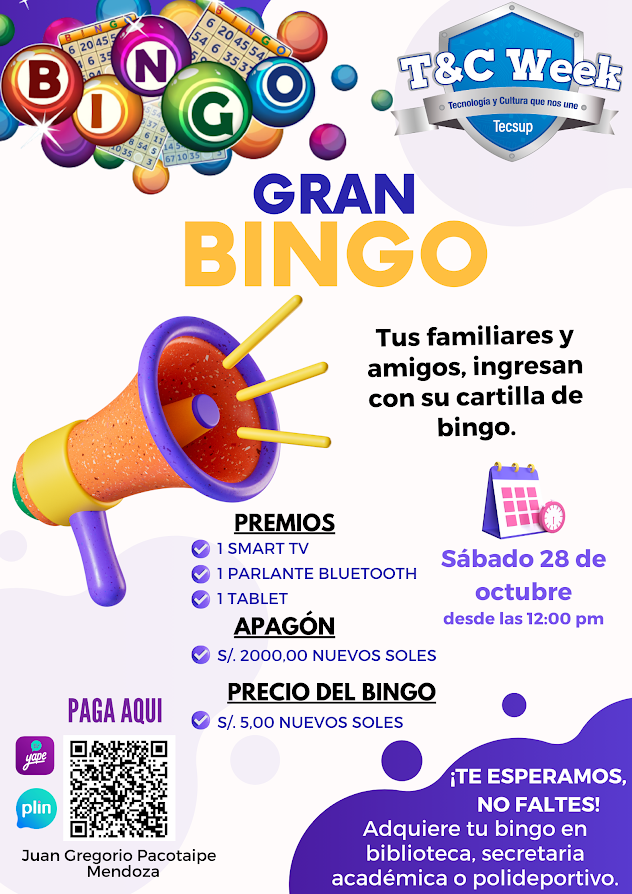 B I N G O
T&C Week
Tecnología y Cultura que nos une
Tecsup
GRAN
BINGO
Tus familiares y
amigos, ingresan
con su cartilla de
bingo.
PREMIOS
1 SMART TV
1 PARLANTE BLUETOOTH
1 TABLET
APAGÓN
S/. 2000,00 NUEVOS SOLES
PRECIO DEL BINGO
S/. 5,00 NUEVOS SOLES
Sábado 28 de
octubre
desde las 12:00 pm
PAGA AQUI
yape
plin
Juan Gregorio Pacotaipe
Mendoza
¡TE ESPERAMOS,
NO FALTES!
Adquiere tu bingo en
biblioteca, secretaria
académica o polideportivo.